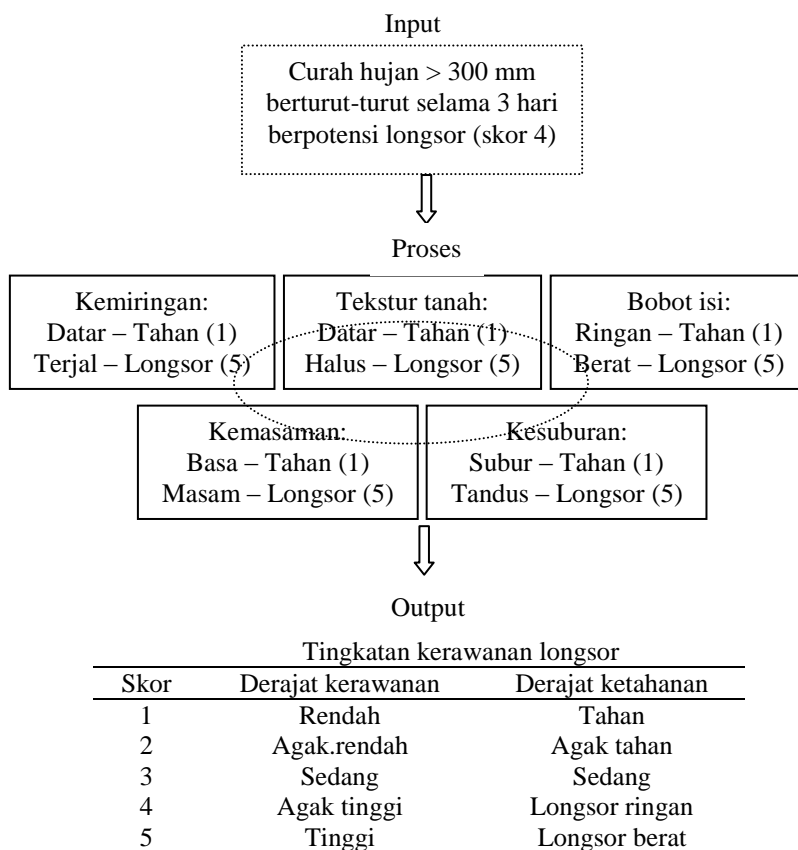 Input
Curah hujan > 300 mm
berturut-turut selama 3 hari
berpotensi longsor (skor 4)
Proses
Kemiringan:
Datar – Tahan (1)
Terjal – Longsor (5)
Tekstur tanah:
Datar – Tahan (1)
Halus – Longsor (5)
Bobot isi:
Ringan – Tahan (1)
Berat – Longsor (5)
Kemasaman:
Basa – Tahan (1)
Masam – Longsor (5)
Kesuburan:
Subur – Tahan (1)
Tandus – Longsor (5)
Output
Tingkatan kerawanan longsor
Skor Derajat kerawanan Derajat ketahanan
1 Rendah Tahan
2 Agak.rendah Agak tahan
3 Sedang Sedang
4 Agak tinggi Longsor ringan
5 Tinggi Longsor berat